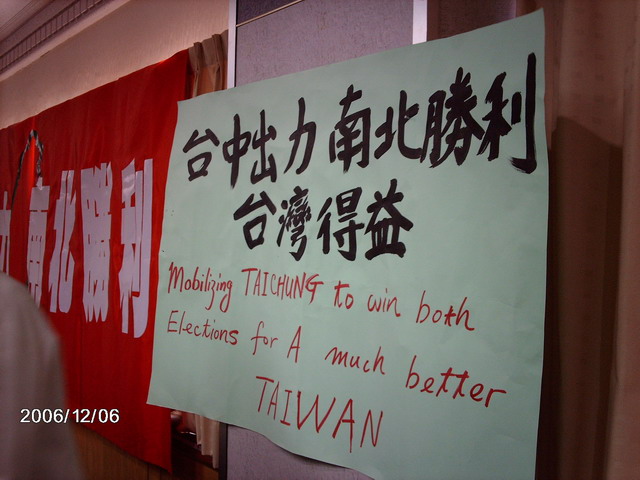 台中出力 南北勝利
台灣得益
Mobilizing TAICHUNG to win both
Elections for A much better
TAIWAN
力 南北勝利
2006/12/06